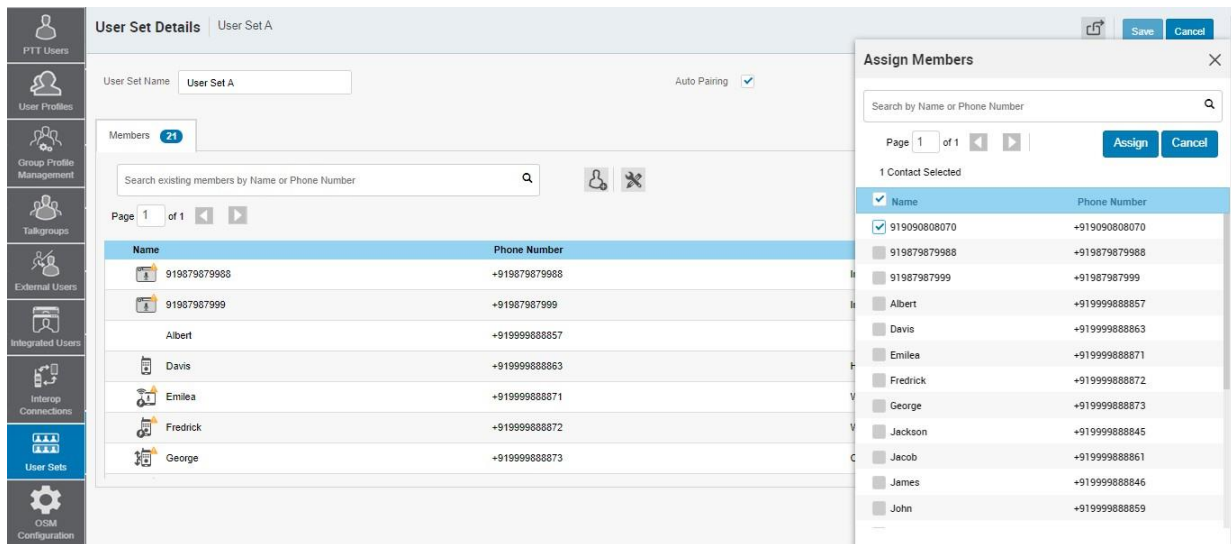 PTT Users
User Profiles
Group Profile
Management
Talkgroups
External Users
Integrated Users
Interop
Connections
User Sets
OSM
Configuration
User Set Details User Set A
Save Cancel
User Set Name User Set A Auto Pairing
Members 21
Search existing members by Name or Phone Number
Page 1 of 1
Name Phone Number
919879879988 +919879879988
91987987999 +91987987999
Albert +919999888857
Davis +919999888863
Emilea +919999888871
Fredrick +919999888872
George +919999888873
Assign Members
Search by Name or Phone Number
Page 1 of 1 Assign Cancel
1 Contact Selected
Name Phone Number
919090808070 +919090808070
919879879988 +919879879988
91987987999 +91987987999
Albert +919999888857
Davis +919999888863
Emilea +919999888871
Fredrick +919999888872
George +919999888873
Jackson +919999888845
Jacob +919999888861
James +919999888846
John +919999888859